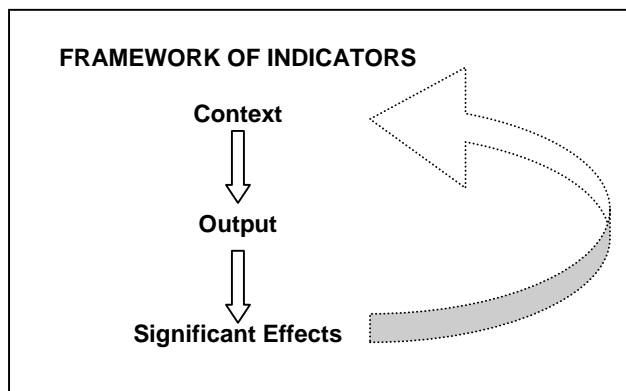 FRAMEWORK OF INDICATORS
Context
Output
Significant Effects